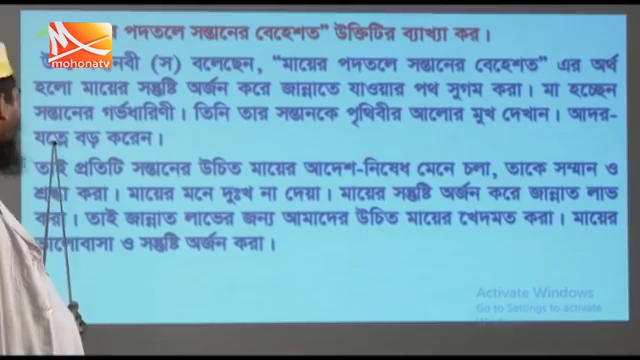 mohonatv
পদতলে সন্তানের বেহেশত” উক্তিটির ব্যাখ্যা কর।
নবী (স) বলেছেন, “মায়ের পদতলে সন্তানের বেহেশত” এর অর্থ
হলো মায়ের সন্তুষ্টি অর্জন করে জান্নাতে যাওয়ার পথ সুগম করা। মা হচ্ছেন
সন্তানের গর্ভধারিণী। তিনি তার সন্তানকে পৃথিবীর আলোর মুখ দেখান। আদর-
যত্নে বড় করেন।
তাই প্রতিটি সন্তানের উচিত মায়ের আদেশ-নিষেধ মেনে চলা, তাকে সম্মান ও
শ্রদ্ধা করা। মায়ের মনে দুঃখ না দেয়া। মায়ের সন্তুষ্টি অর্জন করে জান্নাত লাভ
করা। তাই জান্নাত লাভের জন্য আমাদের উচিত মায়ের খেদমত করা। মায়ের
ভালোবাসা ও সন্তুষ্টি অর্জন করা।
Activate Windows
Go to Settings to activate